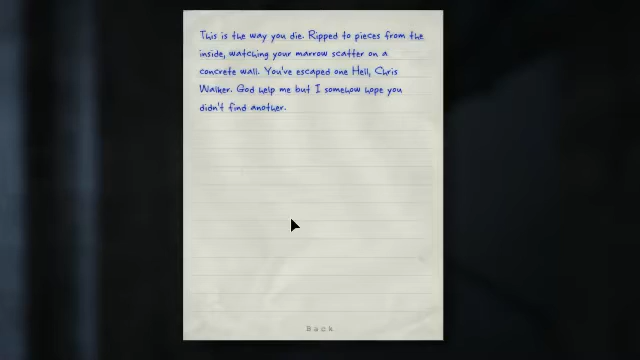 This is the way you die. Ripped to pieces from the
inside, watching your marrow scatter on a
concrete wall. You've escaped one Hell, Chris
Walker. God help me but I somehow hope you
didn't find another.
Back